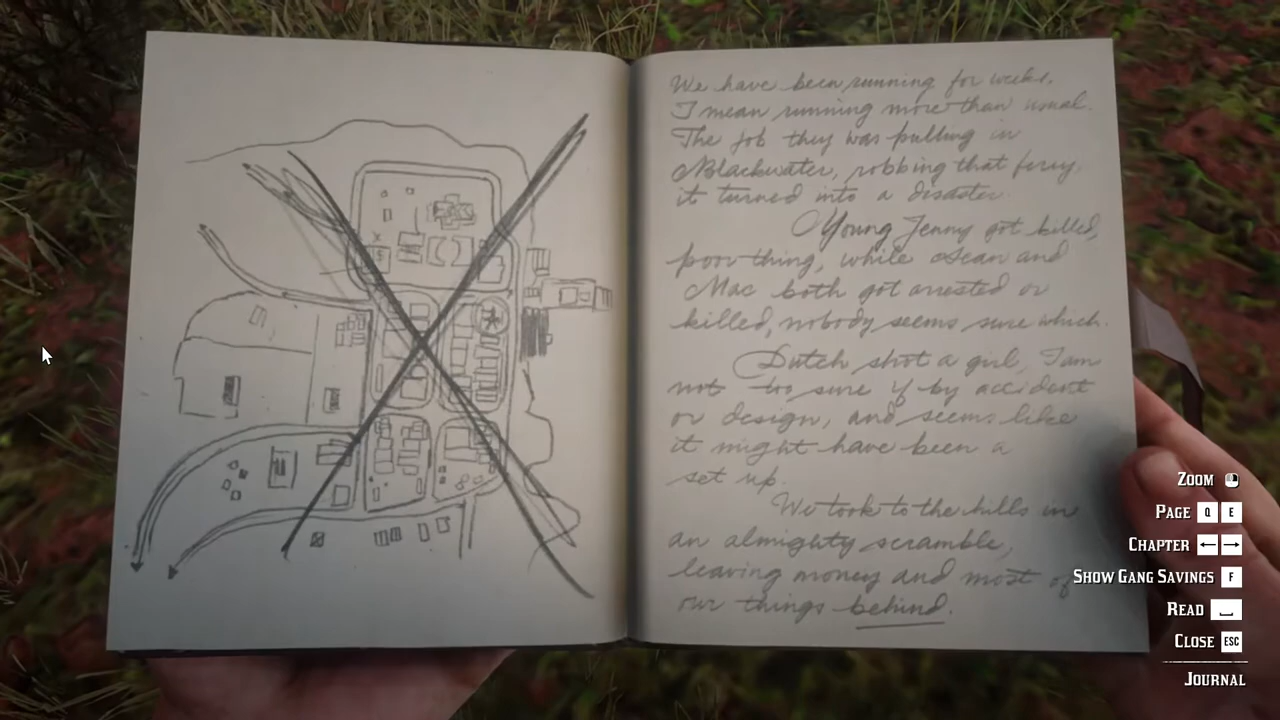 We have been running for weeks.
I mean running more than usual.
The job they was pulling in
Blackwater, robbing that ferry,
it turned into a disaster.
Young Jenny got killed,
poor thing, while Sean and
Mac both got arrested or
killed, nobody seems sure which.
Dutch shot a girl, I am
not too sure if by accident
or design, and seems like
it might have been a
set up.
We took to the hills in
an almighty scramble,
leaving money and most of
our things behind.
ZOOM
PAGE Q E
CHAPTER ← →
SHOW GANG SAVINGS F
READ
CLOSE ESC
JOURNAL